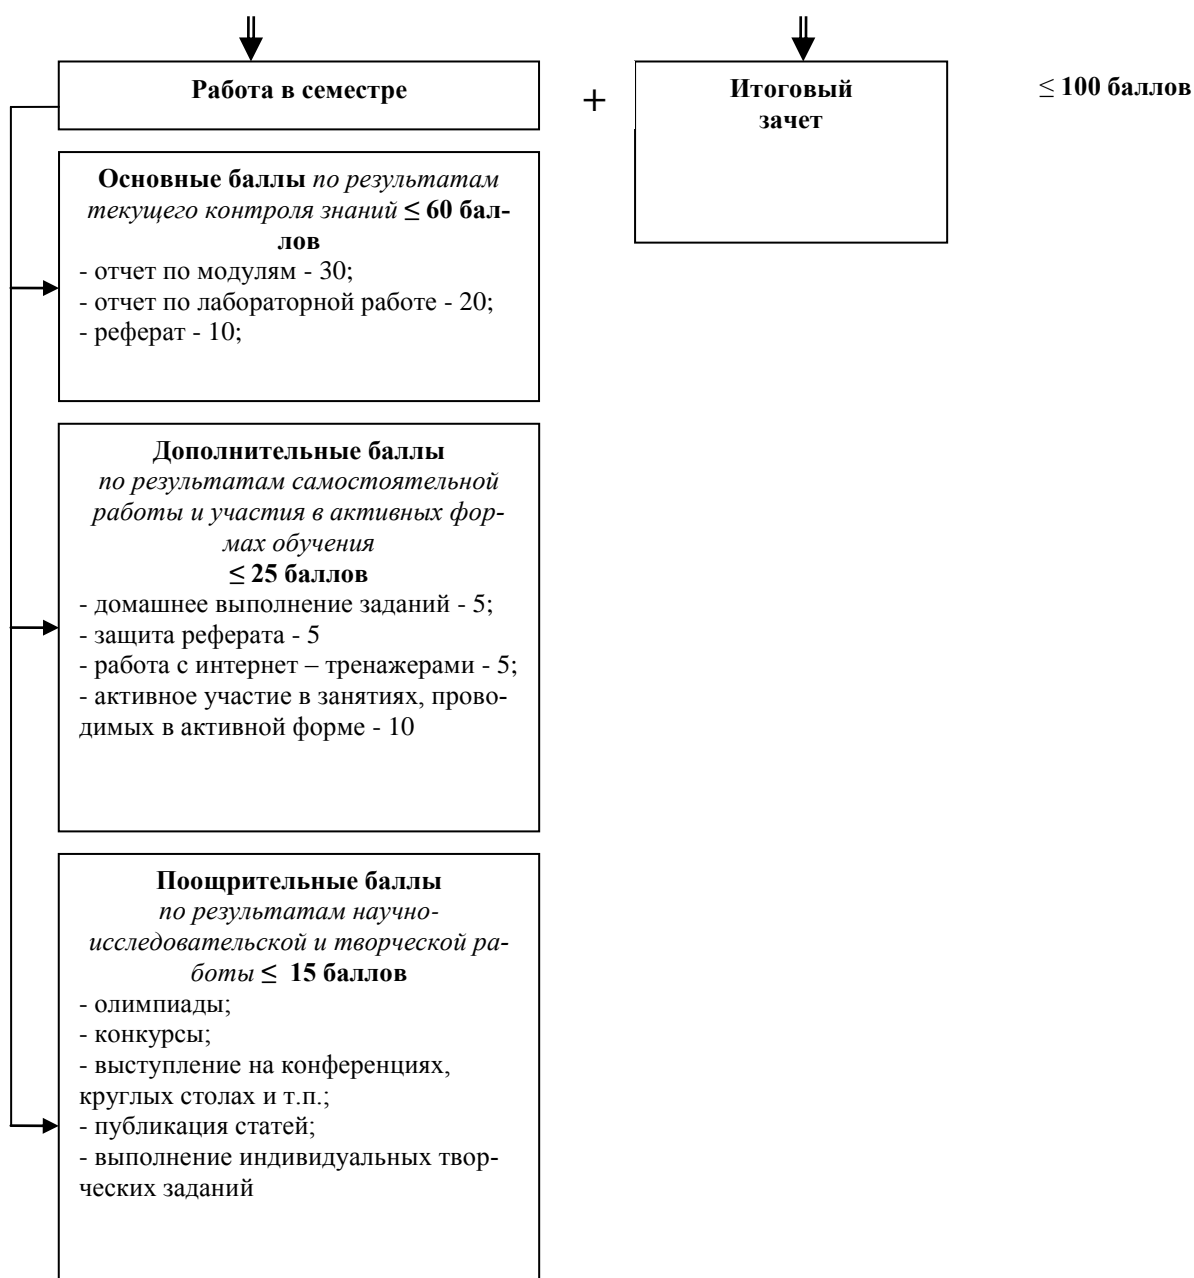 Работа в семестре
+
Итоговый
зачет
≤ 100 баллов
Основные баллы по результатам
текущего контроля знаний ≤ 60 бал-
лов
- отчет по модулям - 30;
- отчет по лабораторной работе - 20;
- реферат - 10;
Дополнительные баллы
по результатам самостоятельной
работы и участия в активных фор-
мах обучения
≤ 25 баллов
- домашнее выполнение заданий - 5;
- защита реферата - 5
- работа с интернет – тренажерами - 5;
- активное участие в занятиях, прово-
димых в активной форме - 10
Поощрительные баллы
по результатам научно-
исследовательской и творческой ра-
боты ≤ 15 баллов
- олимпиады;
- конкурсы;
- выступление на конференциях,
круглых столах и т.п.;
- публикация статей;
- выполнение индивидуальных твор-
ческих заданий